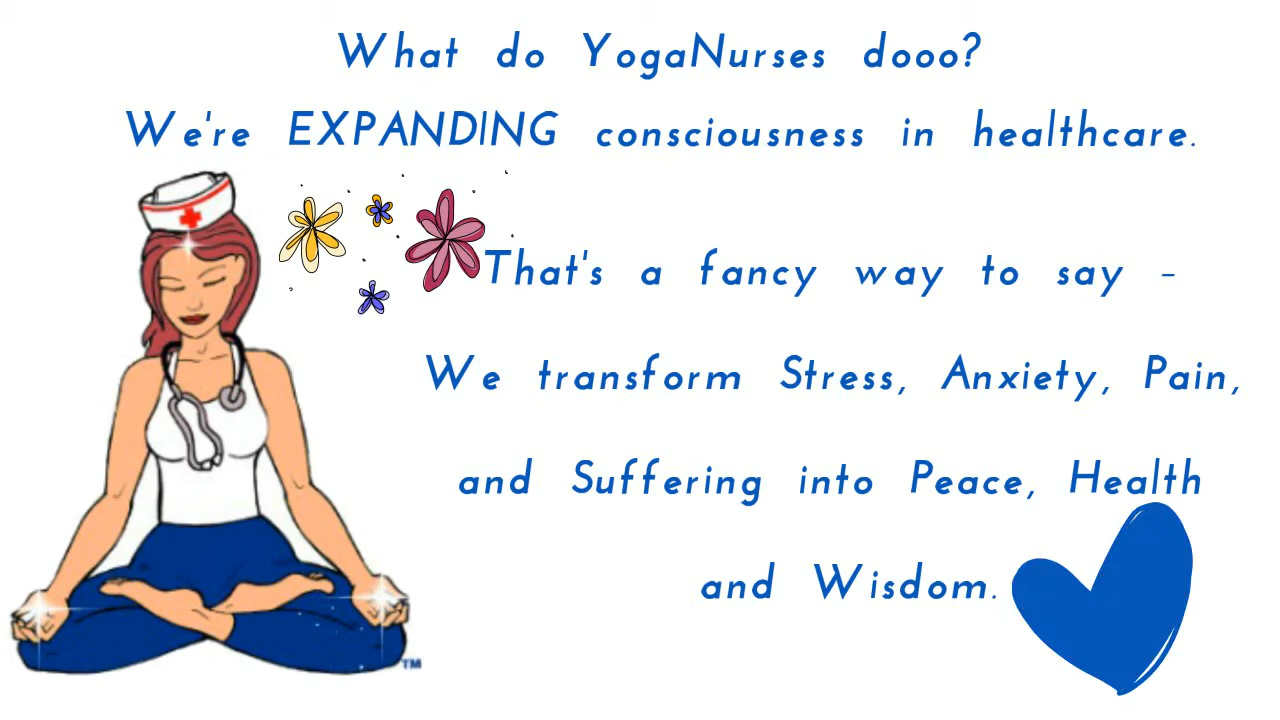 What do YogaNurses dooo?
We're EXPANDING consciousness in healthcare.
That's a fancy way to say -
We transform Stress, Anxiety, Pain,
and Suffering into Peace, Health
and Wisdom.
TM